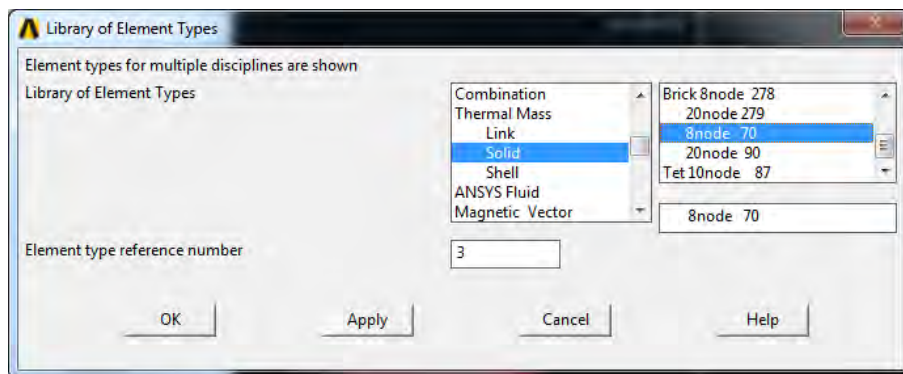 Library of Element Types
Element types for multiple disciplines are shown
Library of Element Types
Combination
Thermal Mass
Link
Solid
Shell
ANSYS Fluid
Magnetic Vector
Brick 8node 278
20node 279
8node 70
20node 90
Tet 10node 87
8node 70
Element type reference number
3
OK
Apply
Cancel
Help